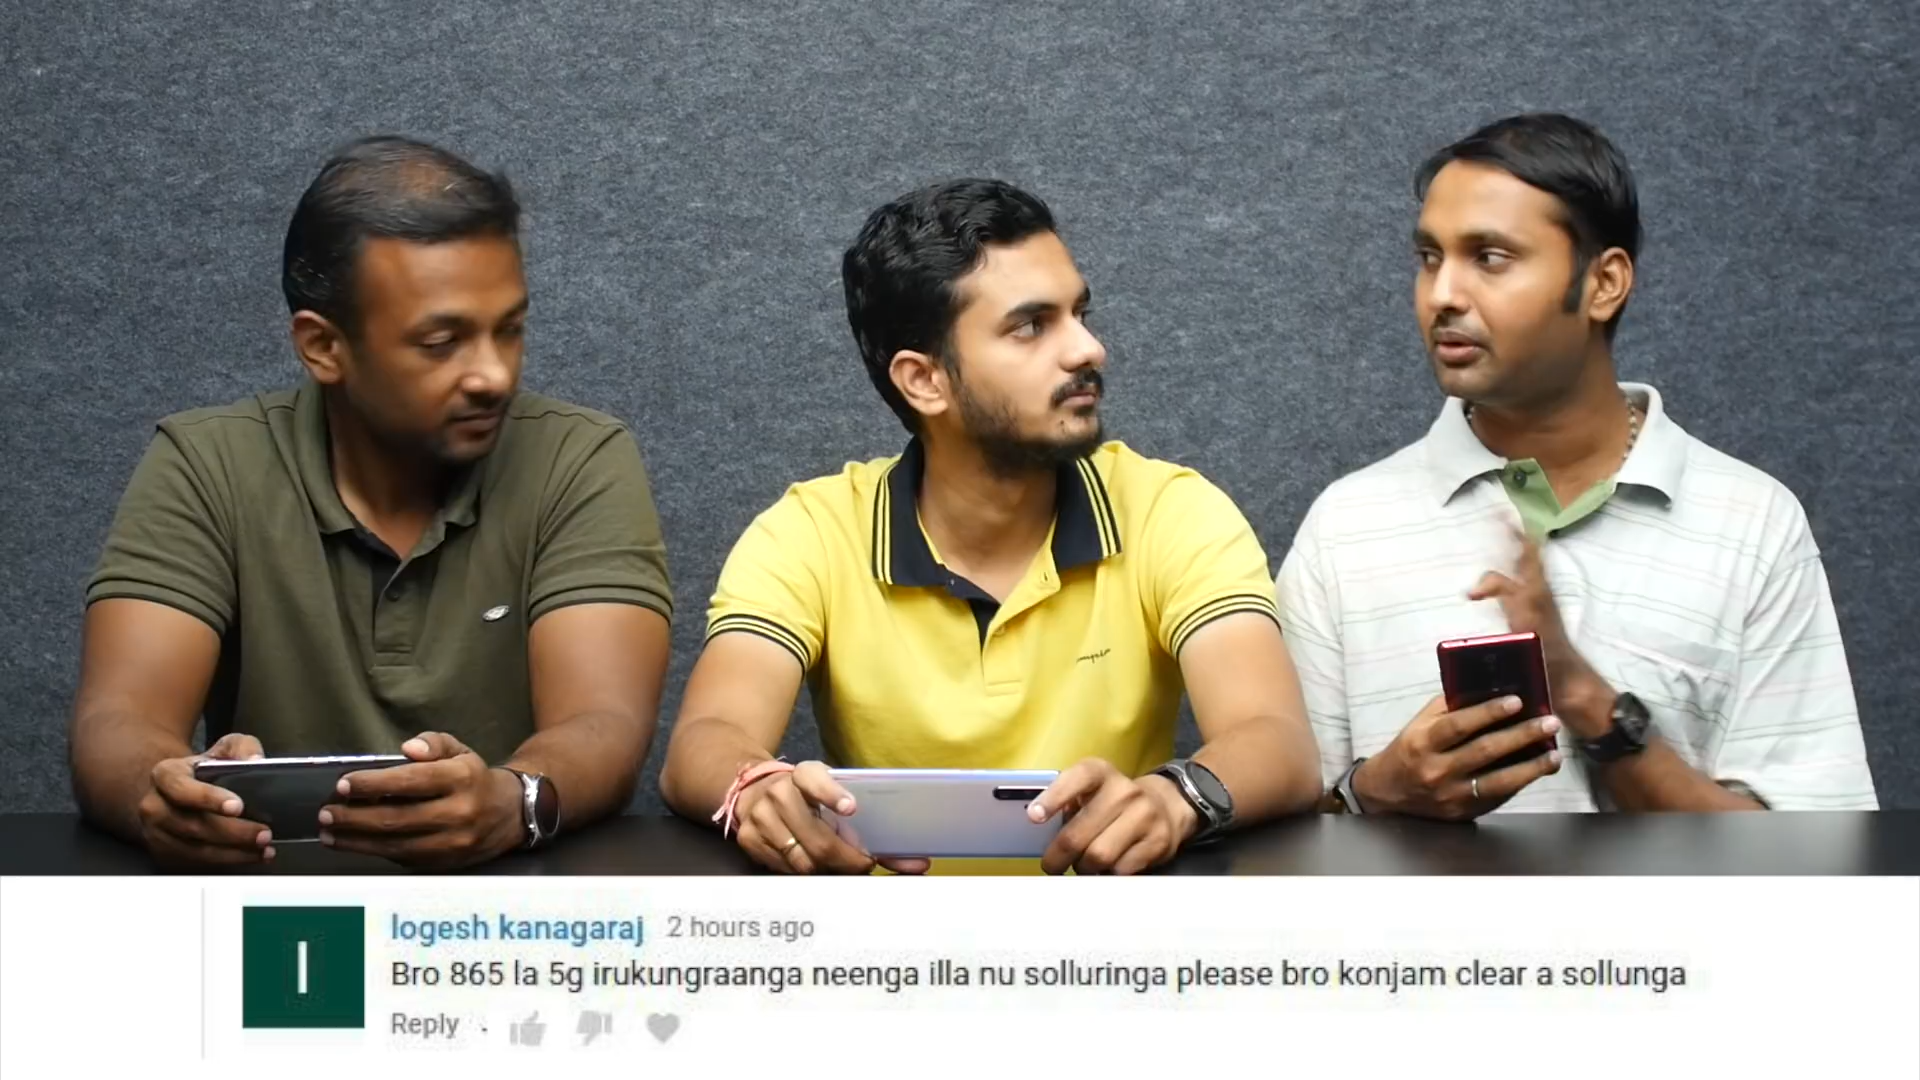 logesh kanagaraj 2 hours ago
Bro 865 la 5g irukungraanga neenga illa nu solluringa please bro konjam clear a sollunga
Reply